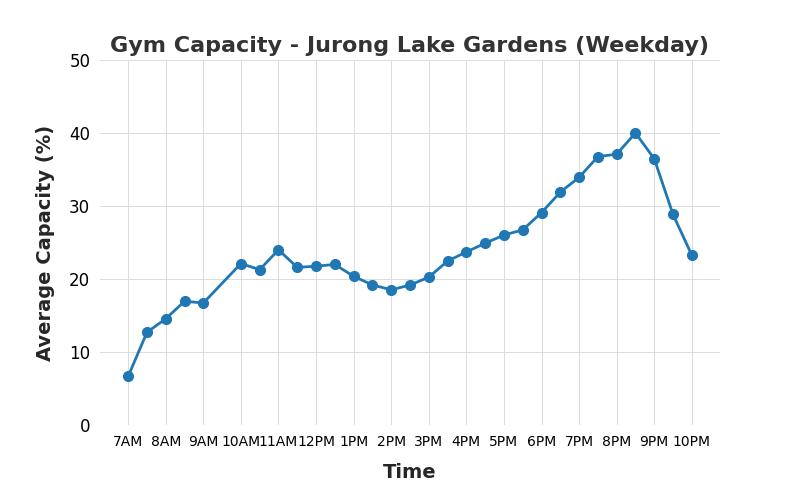 Gym Capacity - Jurong Lake Gardens (Weekday)
Average Capacity (%)
50
40
30
20
10
0
7AM 8AM 9AM 10AM 11AM 12PM 1PM 2PM 3PM 4PM 5PM 6PM 7PM 8PM 9PM 10PM
Time